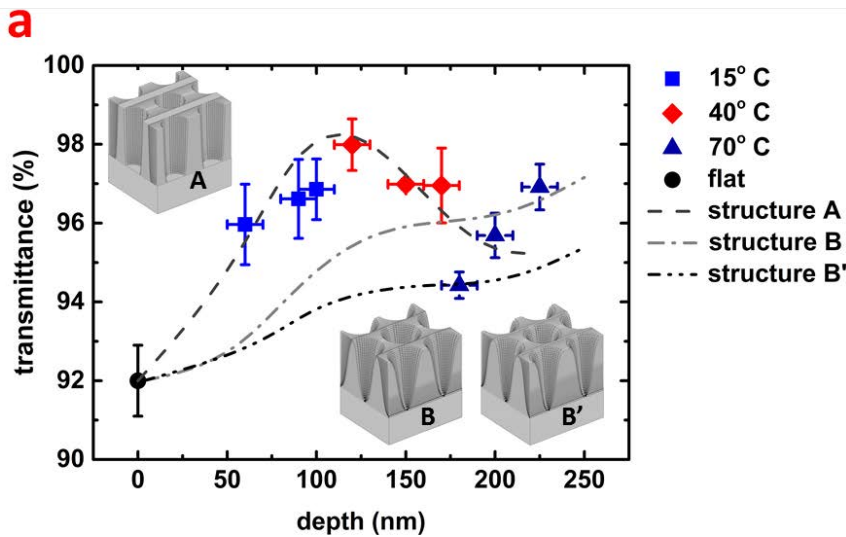 a
100
98
96
94
92
90
transmittance (%)
0
50
100
150
200
250
depth (nm)
A
B
B’
15° C
40° C
70° C
flat
structure A
structure B
structure B'